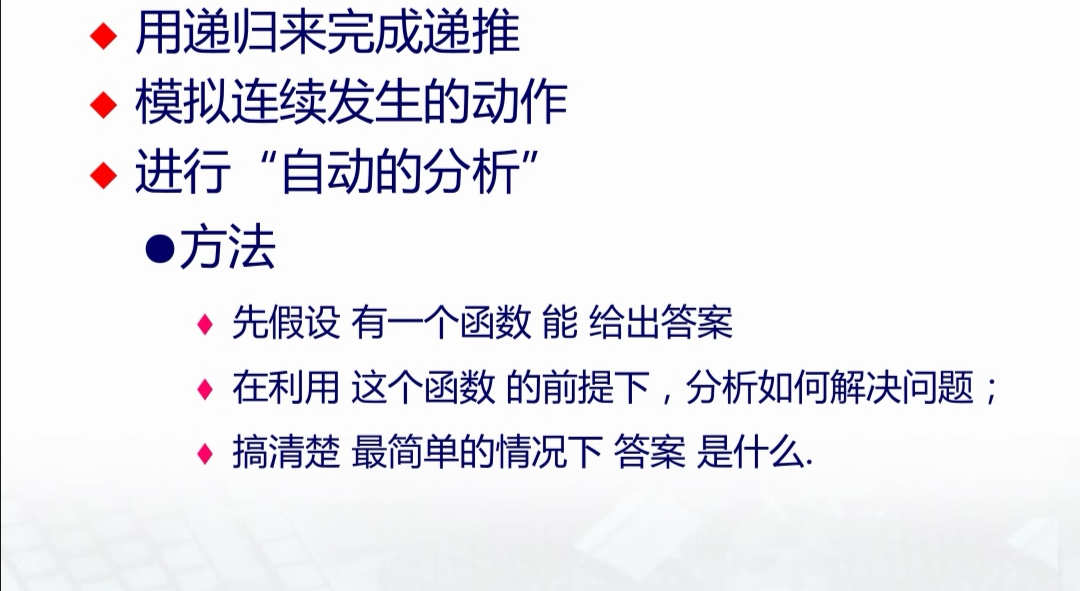 用递归来完成递推
模拟连续发生的动作
进行“自动的分析”
●方法
先假设 有一个函数 能 给出答案
在利用 这个函数 的前提下，分析如何解决问题；
搞清楚 最简单的情况下 答案 是什么.